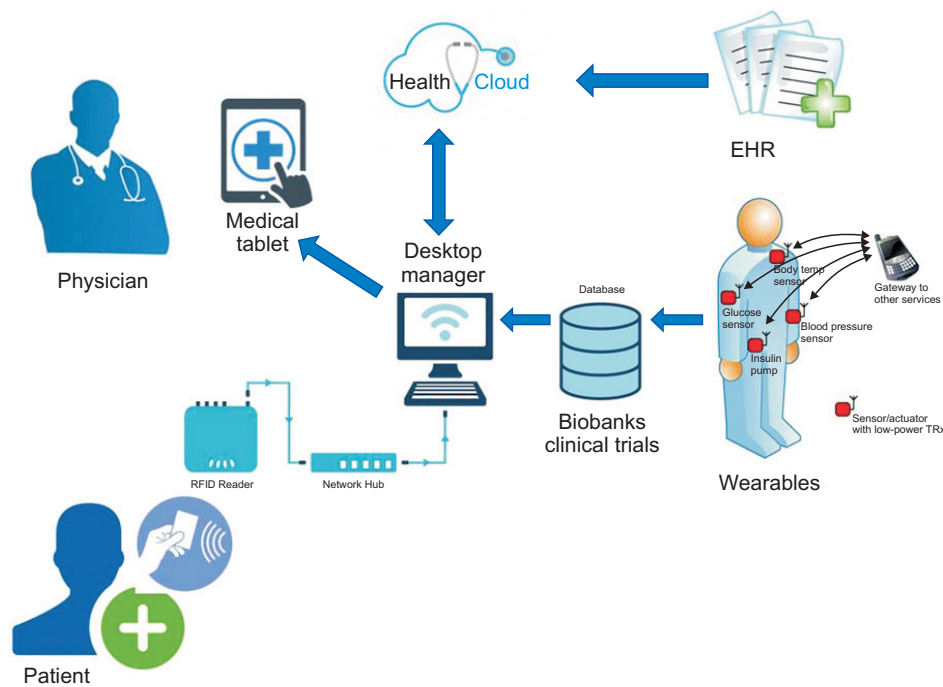 Health Cloud
EHR
Medical
tablet
Physician
Desktop
manager
Database
Body temp
sensor
Gateway to
other services
Glucose
sensor
Blood pressure
sensor
Insulin
pump
Biobanks
clinical trials
Sensor/actuator
with low-power TRx
Wearables
RFID Reader
Network Hub
Patient